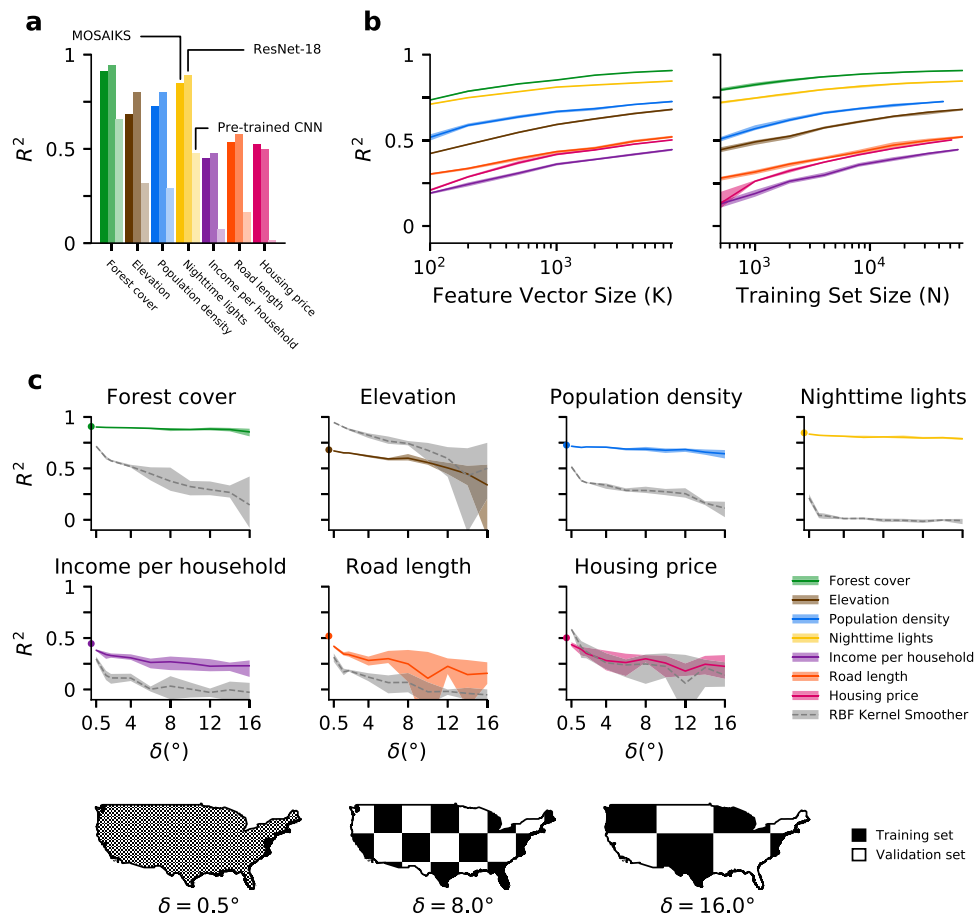 a
MOSAIKS
ResNet-18
Pre-trained CNN
1
0.5
0
R²
Forest cover
Elevation
Population density
Nighttime lights
Income per household
Road length
Housing price
b
1
0.5
0
R²
10² 10³
Feature Vector Size (K)
10³ 10⁴
Training Set Size (N)
c
Forest cover Elevation Population density Nighttime lights
1
0.5
0
R²
Income per household Road length Housing price
1
0.5
0
R²
0.5 4 8 12 16 0.5 4 8 12 16 0.5 4 8 12 16
δ(°) δ(°) δ(°)
Forest cover
Elevation
Population density
Nighttime lights
Income per household
Road length
Housing price
RBF Kernel Smoother
δ = 0.5° δ = 8.0° δ = 16.0°
Training set
Validation set